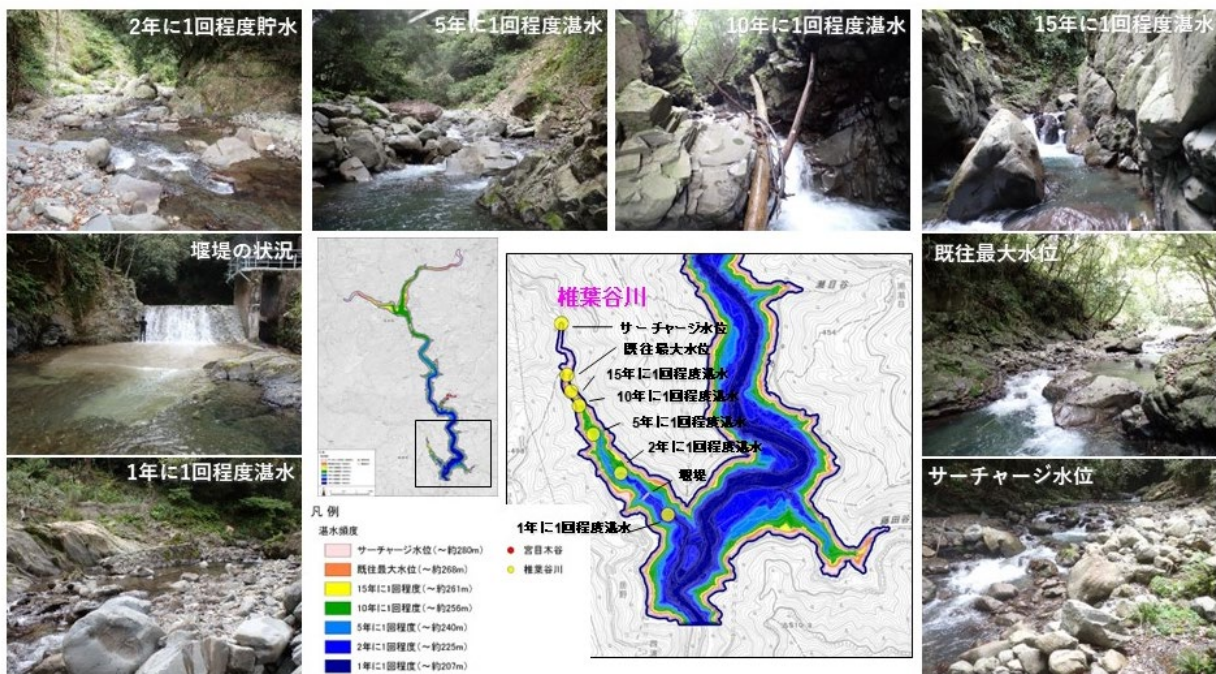 2年に1回程度貯水
5年に1回程度湛水
10年に1回程度湛水
15年に1回程度湛水
堰堤の状況
既往最大水位
1年に1回程度湛水
サーチャージ水位
椎葉谷川
サーチャージ水位
既往最大水位
15年に1回程度湛水
10年に1回程度湛水
5年に1回程度湛水
2年に1回程度湛水
堰堤
1年に1回程度湛水
凡例
湛水頻度
サーチャージ水位(～約280m)
既往最大水位(～約268m)
15年に1回程度(～約261m)
10年に1回程度(～約256m)
5年に1回程度(～約240m)
2年に1回程度(～約225m)
1年に1回程度(～約207m)
宮目木谷
椎葉谷川